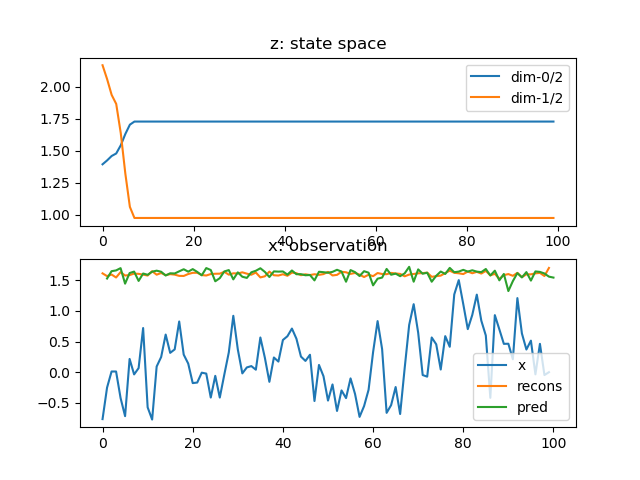 z: state space
2.00
1.75
1.50
1.25
1.00
dim-0/2
dim-1/2
0 20 40 60 80 100
x: observation
1.5
1.0
0.5
0.0
−0.5
x
recons
pred
0 20 40 60 80 100